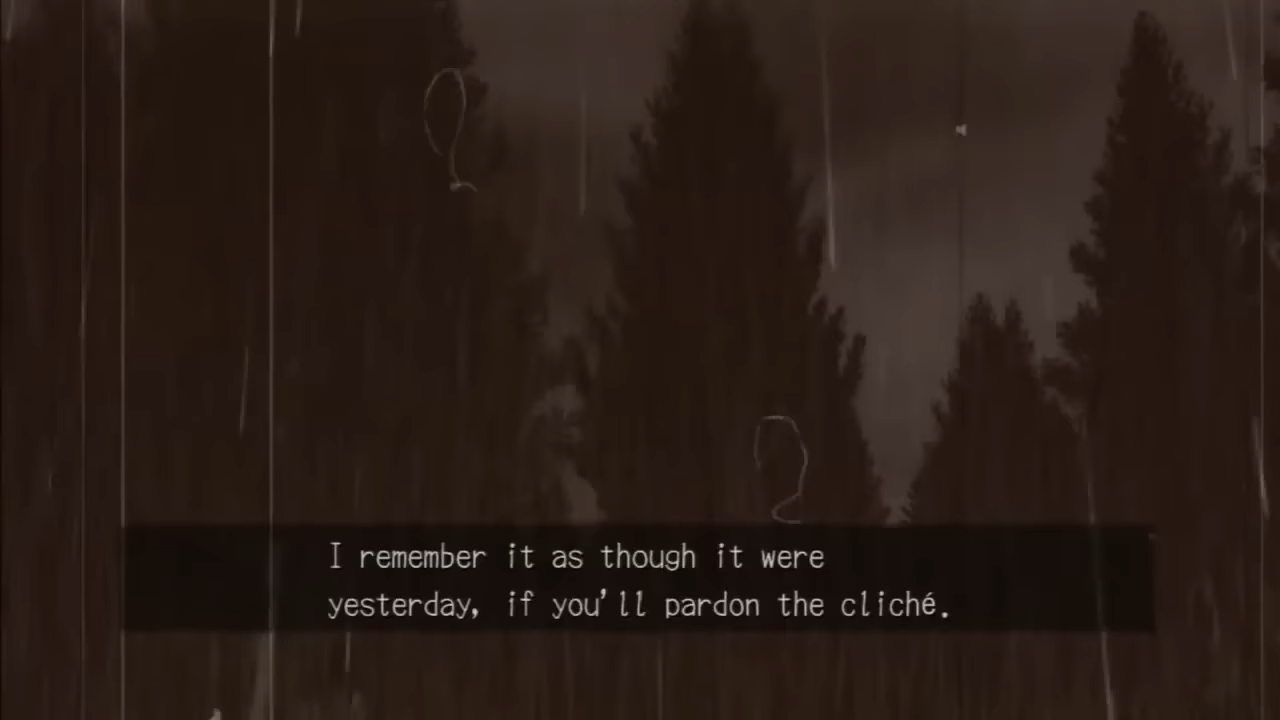 I remember it as though it were
yesterday, if you'll pardon the cliché.